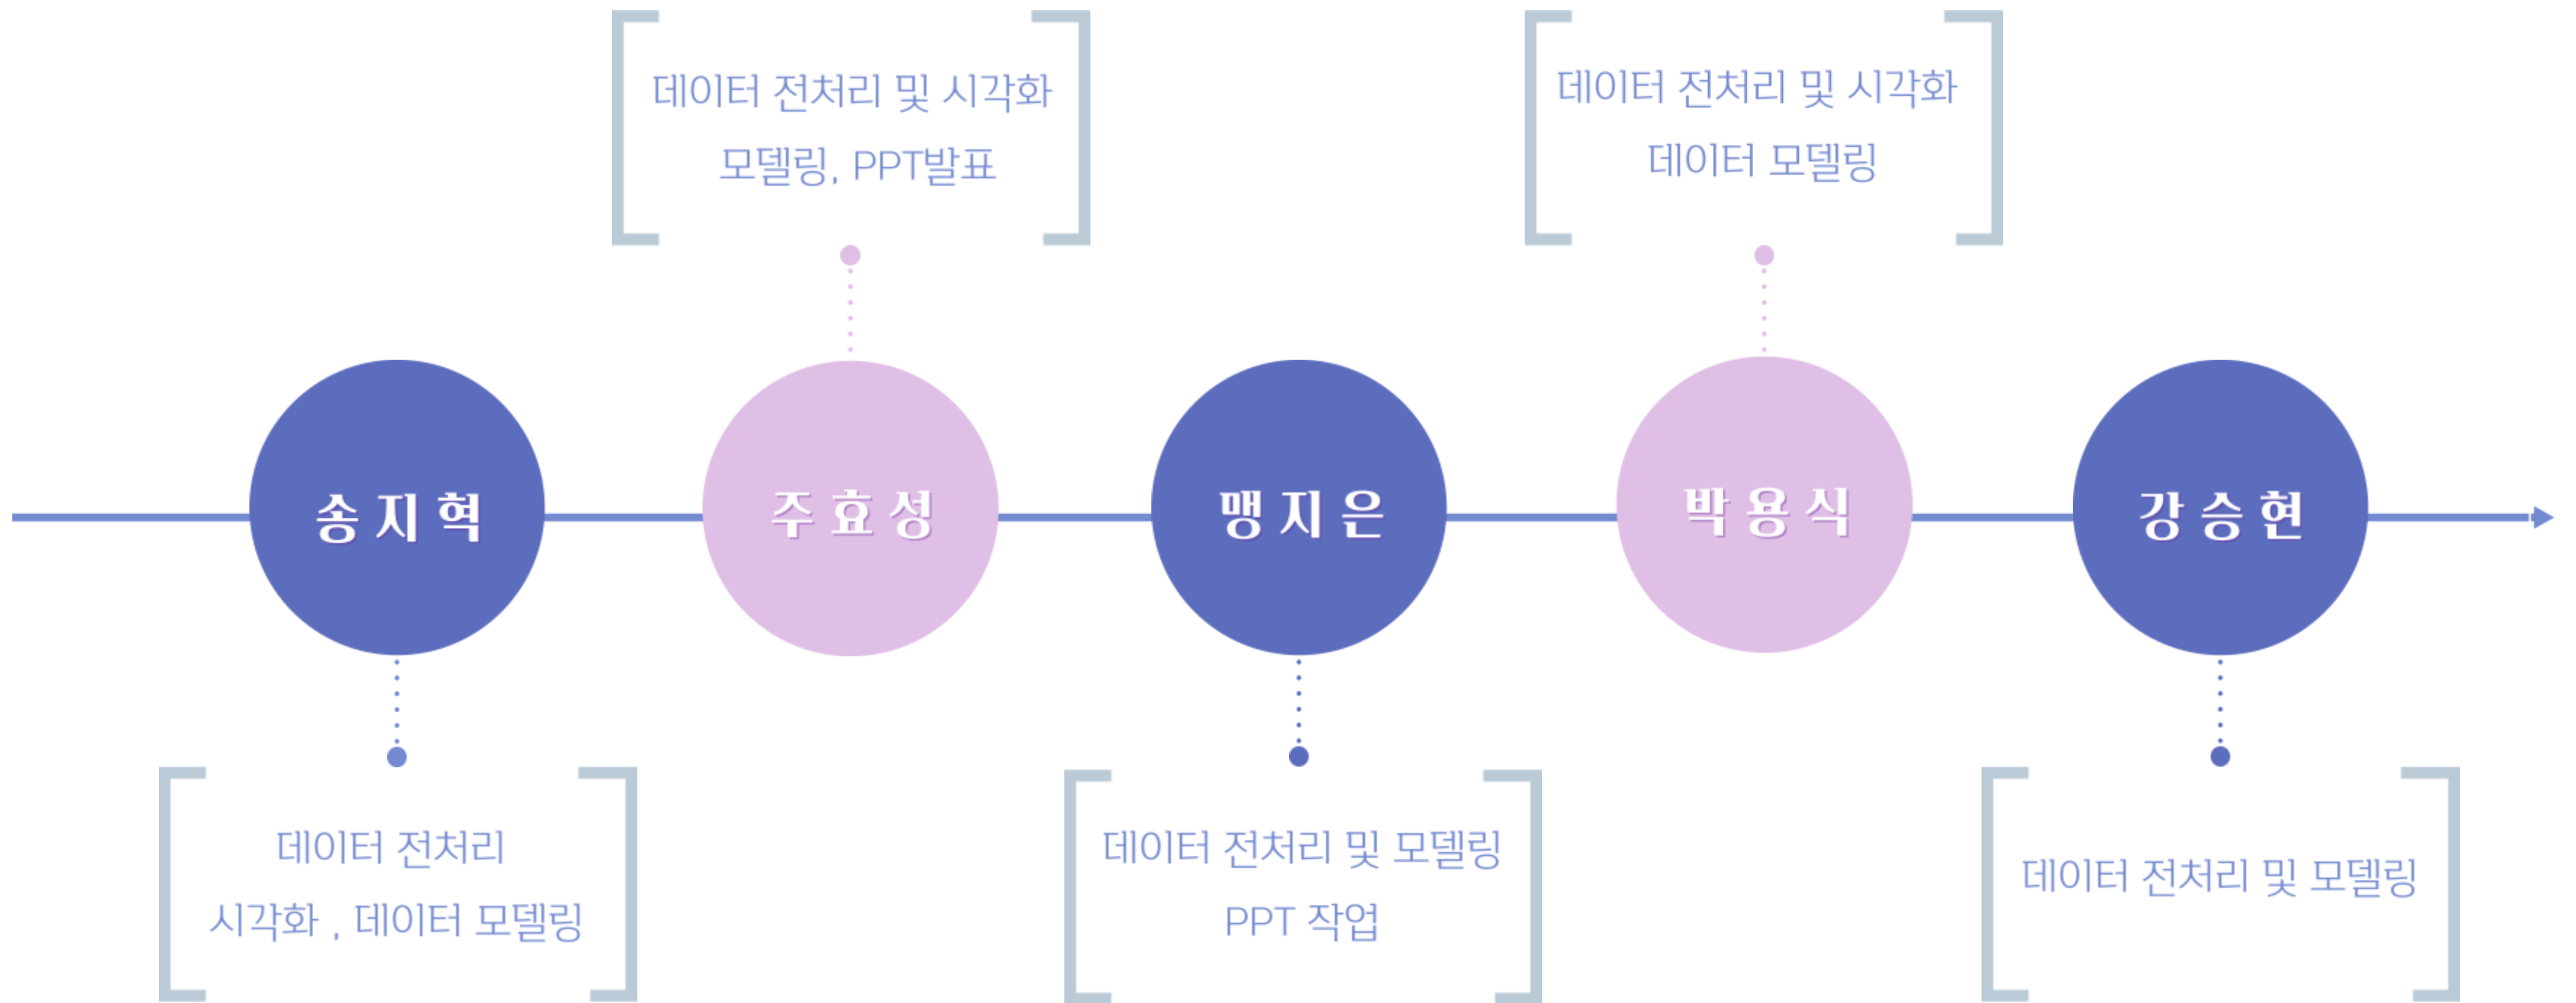 데이터 전처리 및 시각화
모델링, PPT발표
데이터 전처리 및 시각화
데이터 모델링
송지혁
주효성
맹지은
박용식
강승현
데이터 전처리
시각화 , 데이터 모델링
데이터 전처리 및 모델링
PPT 작업
데이터 전처리 및 모델링